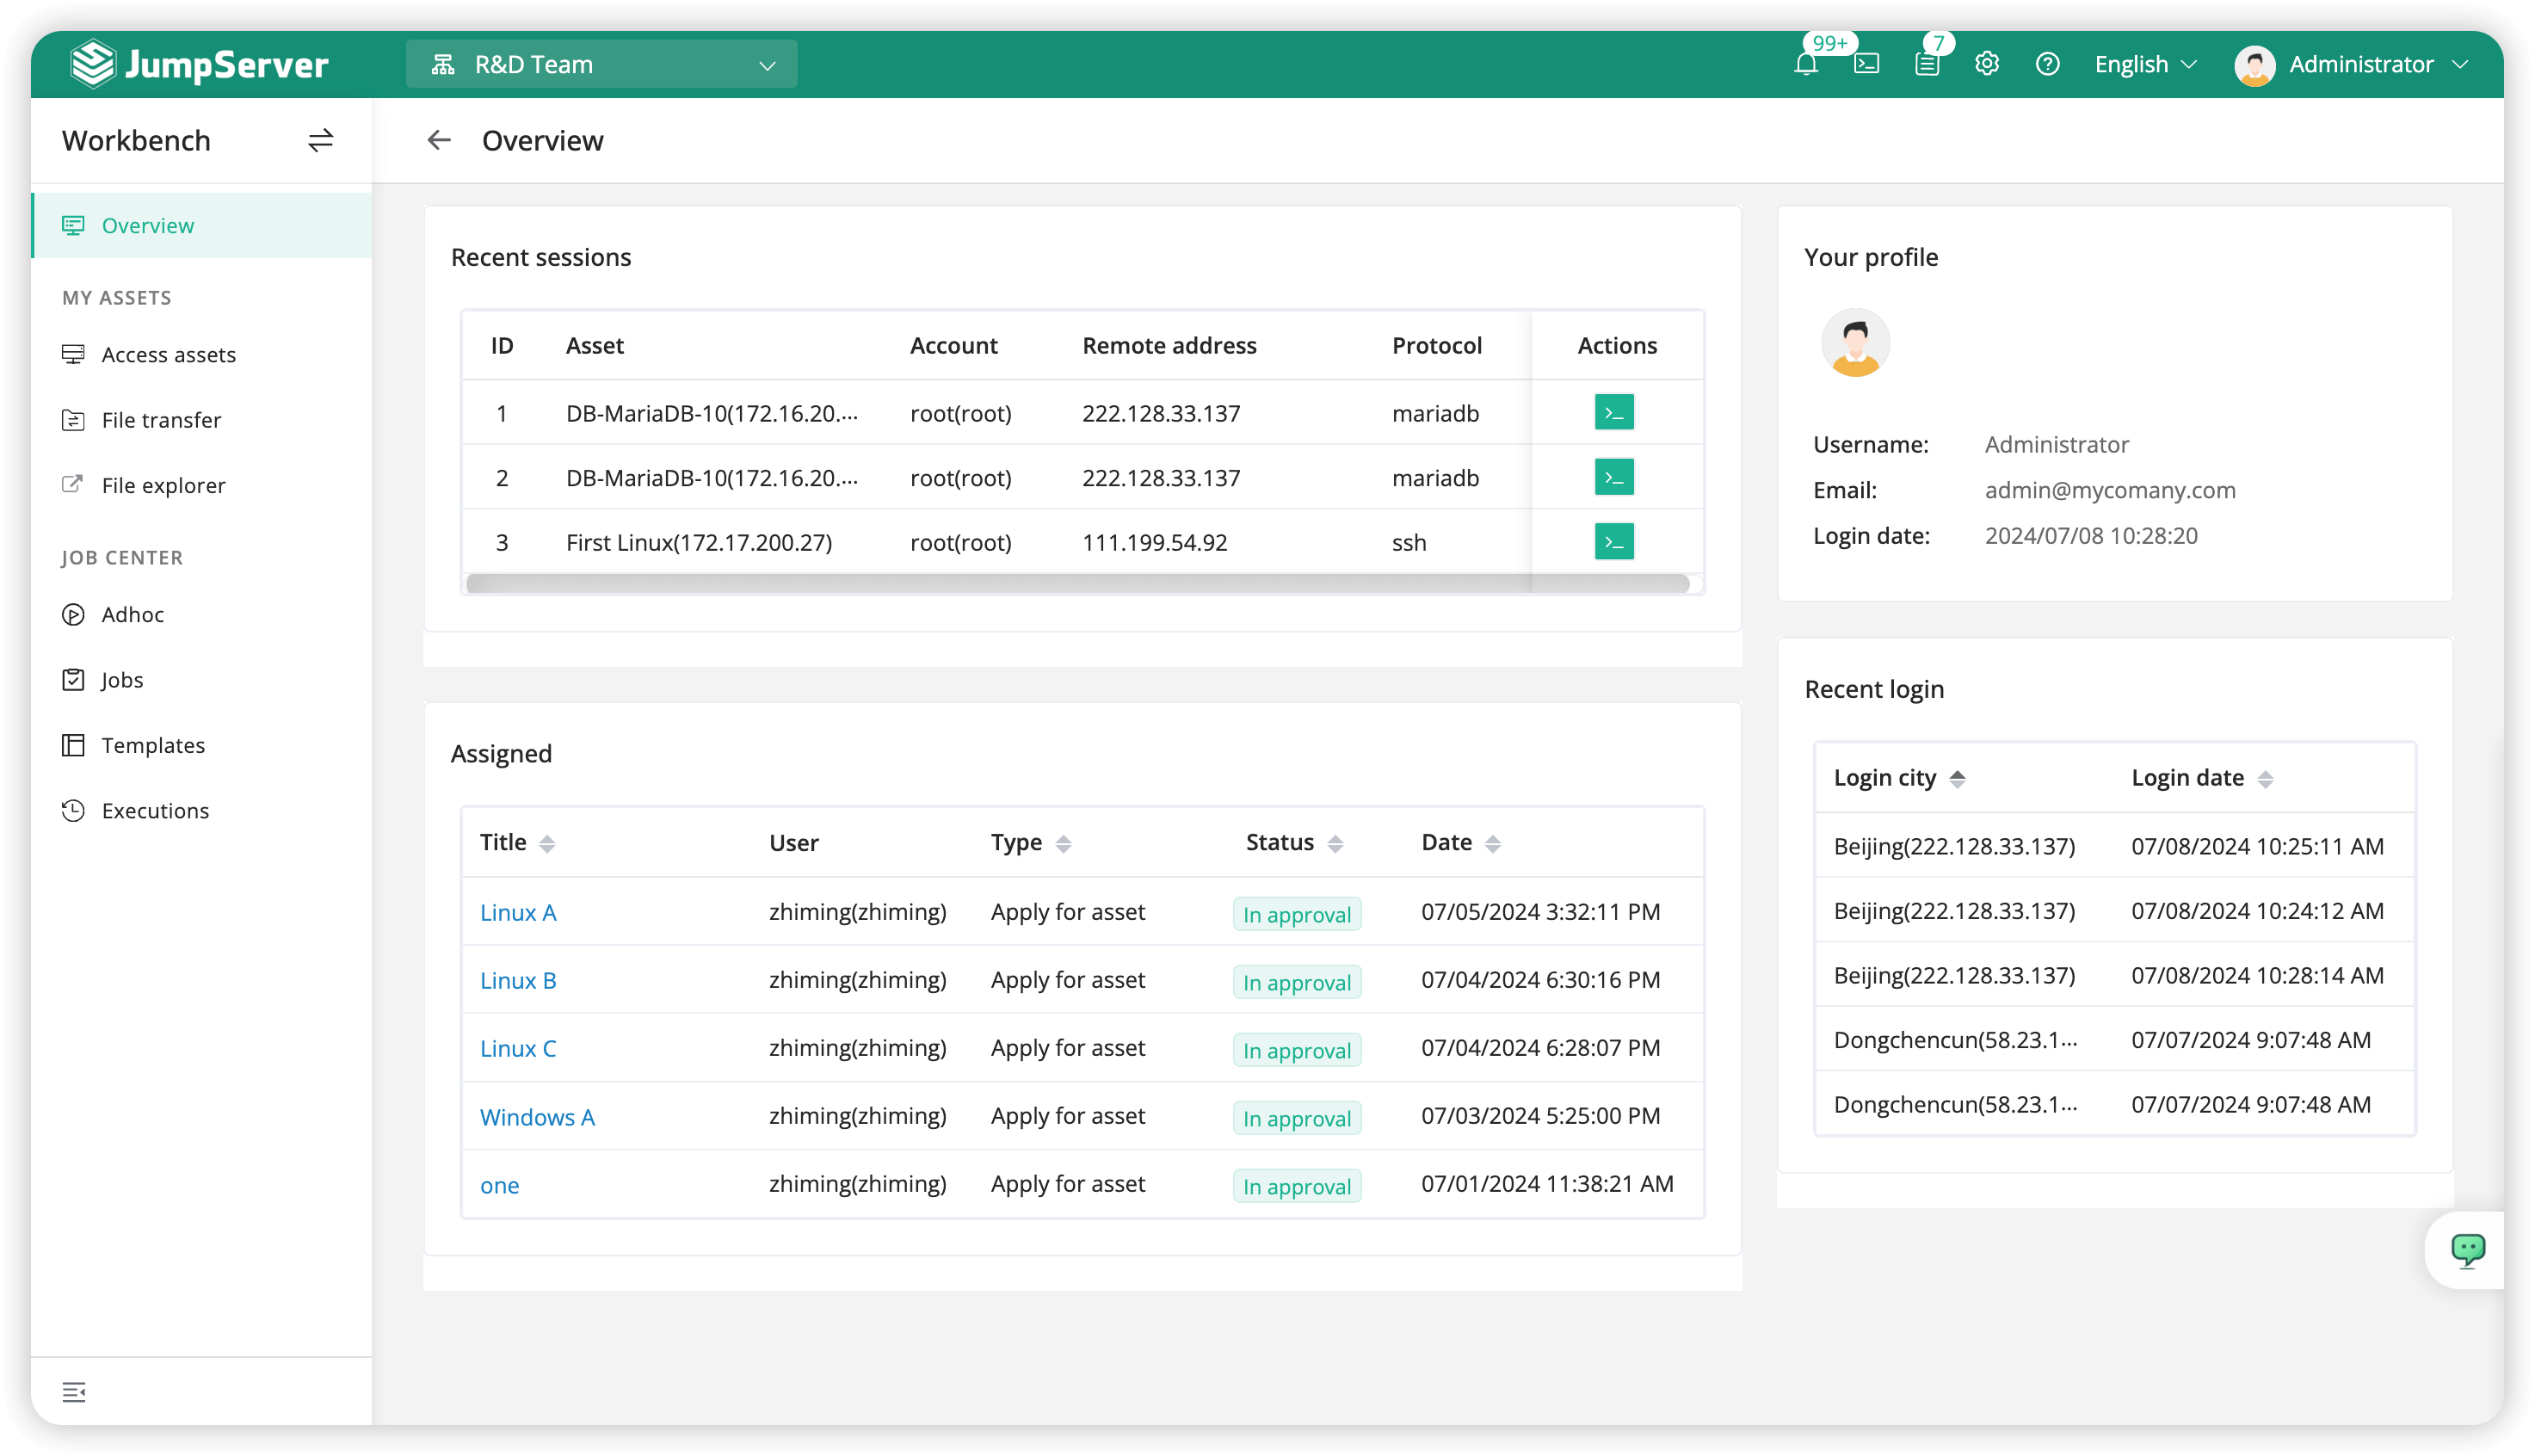 JumpServer
R&D Team
99+
7
English
Administrator
Workbench
Overview
MY ASSETS
Access assets
File transfer
File explorer
JOB CENTER
Adhoc
Jobs
Templates
Executions
Overview
Recent sessions
ID Asset Account Remote address Protocol Actions
1 DB-MariaDB-10(172.16.20.... root(root) 222.128.33.137 mariadb
2 DB-MariaDB-10(172.16.20.... root(root) 222.128.33.137 mariadb
3 First Linux(172.17.200.27) root(root) 111.199.54.92 ssh
Assigned
Title User Type Status Date
Linux A zhiming(zhiming) Apply for asset In approval 07/05/2024 3:32:11 PM
Linux B zhiming(zhiming) Apply for asset In approval 07/04/2024 6:30:16 PM
Linux C zhiming(zhiming) Apply for asset In approval 07/04/2024 6:28:07 PM
Windows A zhiming(zhiming) Apply for asset In approval 07/03/2024 5:25:00 PM
one zhiming(zhiming) Apply for asset In approval 07/01/2024 11:38:21 AM
Your profile
Username: Administrator
Email: admin@mycomany.com
Login date: 2024/07/08 10:28:20
Recent login
Login city Login date
Beijing(222.128.33.137) 07/08/2024 10:25:11 AM
Beijing(222.128.33.137) 07/08/2024 10:24:12 AM
Beijing(222.128.33.137) 07/08/2024 10:28:14 AM
Dongchencun(58.23.1... 07/07/2024 9:07:48 AM
Dongchencun(58.23.1... 07/07/2024 9:07:48 AM